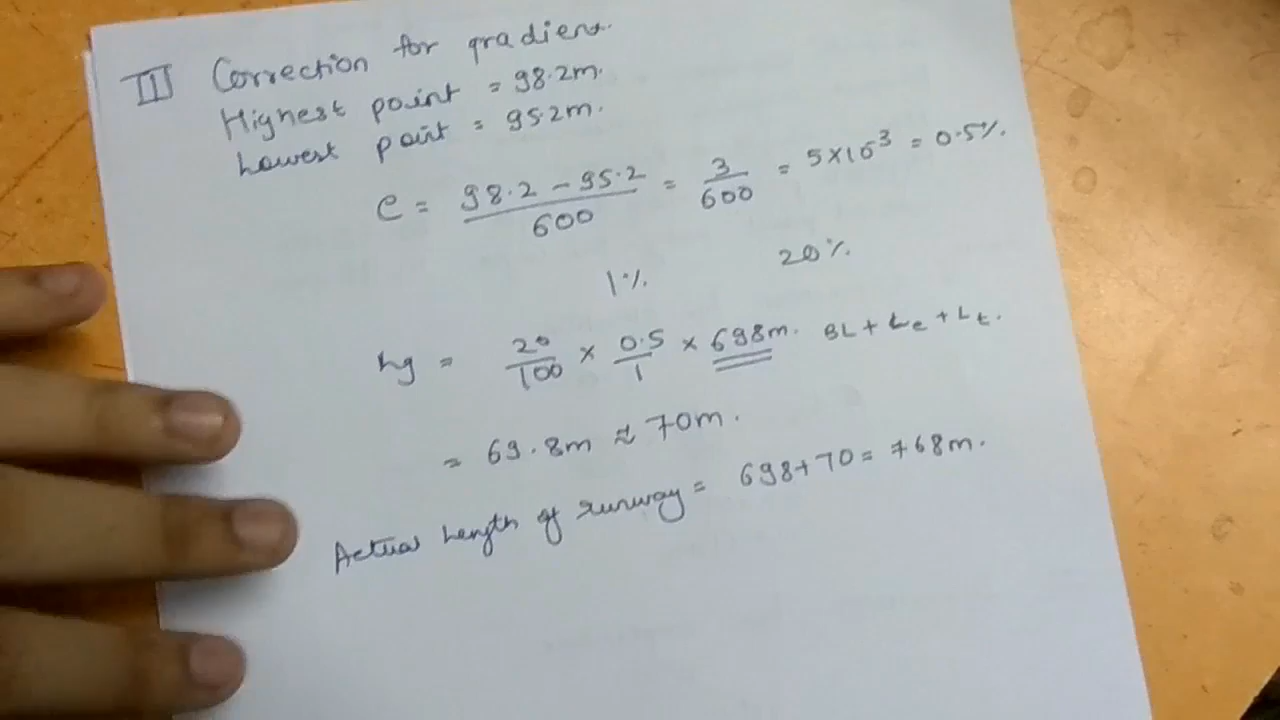 III Correction for gradient.
Highest point = 98.2m.
Lowest point = 95.2m.
e = 98.2 - 95.2 / 600 = 3 / 600 = 5×10^-3 = 0.5%.
1% 20%
Lg = 20/100 × 0.5/1 × 698m. BL + Le + Lt.
= 69.8m ≈ 70m.
Actual Length of runway = 698+70 = 768m.